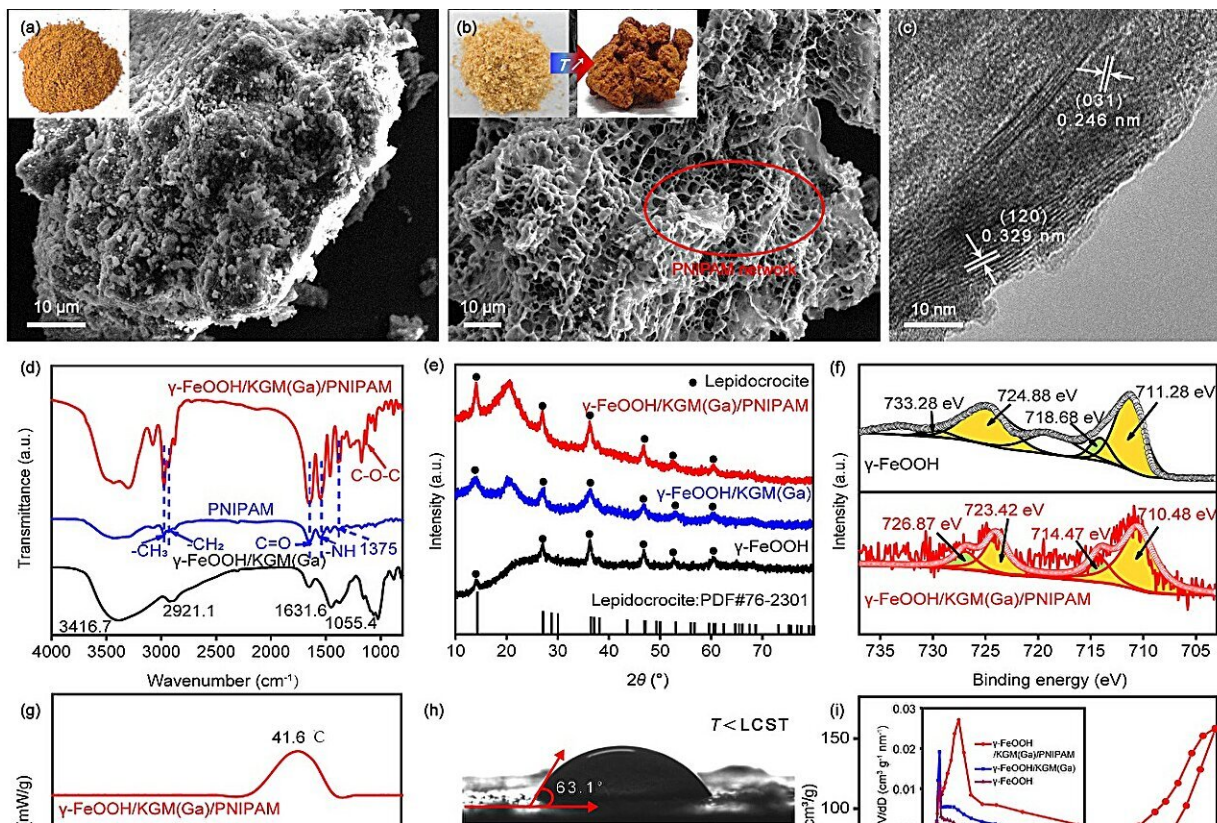 (a)
10 μm
(b)
T↗
PNIPAM network
10 μm
(c)
(031)
0.246 nm
(120)
0.329 nm
10 nm
(d)
γ-FeOOH/KGM(Ga)/PNIPAM
C-O-C
PNIPAM
-CH₃
-CH₂
C=O
-NH
1375
γ-FeOOH/KGM(Ga)
3416.7
2921.1
1631.6
1055.4
Transmittance (a.u.)
4000 3500 3000 2500 2000 1500 1000
Wavenumber (cm⁻¹)
(e)
Lepidocrocite
γ-FeOOH/KGM(Ga)/PNIPAM
γ-FeOOH/KGM(Ga)
γ-FeOOH
Lepidocrocite:PDF#76-2301
Intensity (a.u.)
10 20 30 40 50 60 70
2θ (°)
(f)
733.28 eV
724.88 eV
718.68 eV
711.28 eV
γ-FeOOH
726.87 eV
723.42 eV
714.47 eV
710.48 eV
γ-FeOOH/KGM(Ga)/PNIPAM
Intensity (a.u.)
735 730 725 720 715 710 705
Binding energy (eV)
(g)
41.6 C
γ-FeOOH/KGM(Ga)/PNIPAM
mW/g)
(h)
T<LCST
63.1°
(i)
150
100
cm³/g)
V/dD (cm³ g⁻¹ nm⁻¹)
0.03
0.02
0.01
γ-FeOOH
/KGM(Ga)/PNIPAM
γ-FeOOH/KGM(Ga)
γ-FeOOH